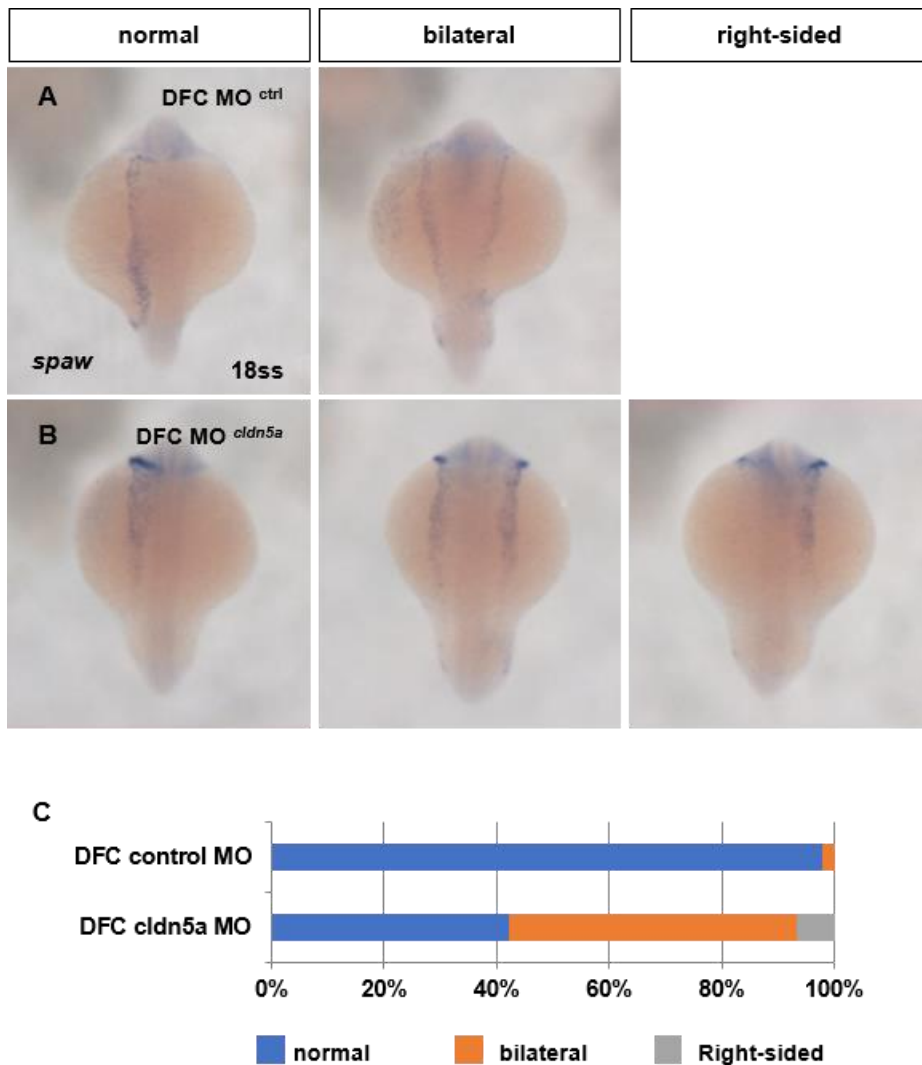 normal bilateral right-sided
A DFC MO ctrl
spaw 18ss
B DFC MO cldn5a
C
DFC control MO
DFC cldn5a MO
0% 20% 40% 60% 80% 100%
normal bilateral Right-sided